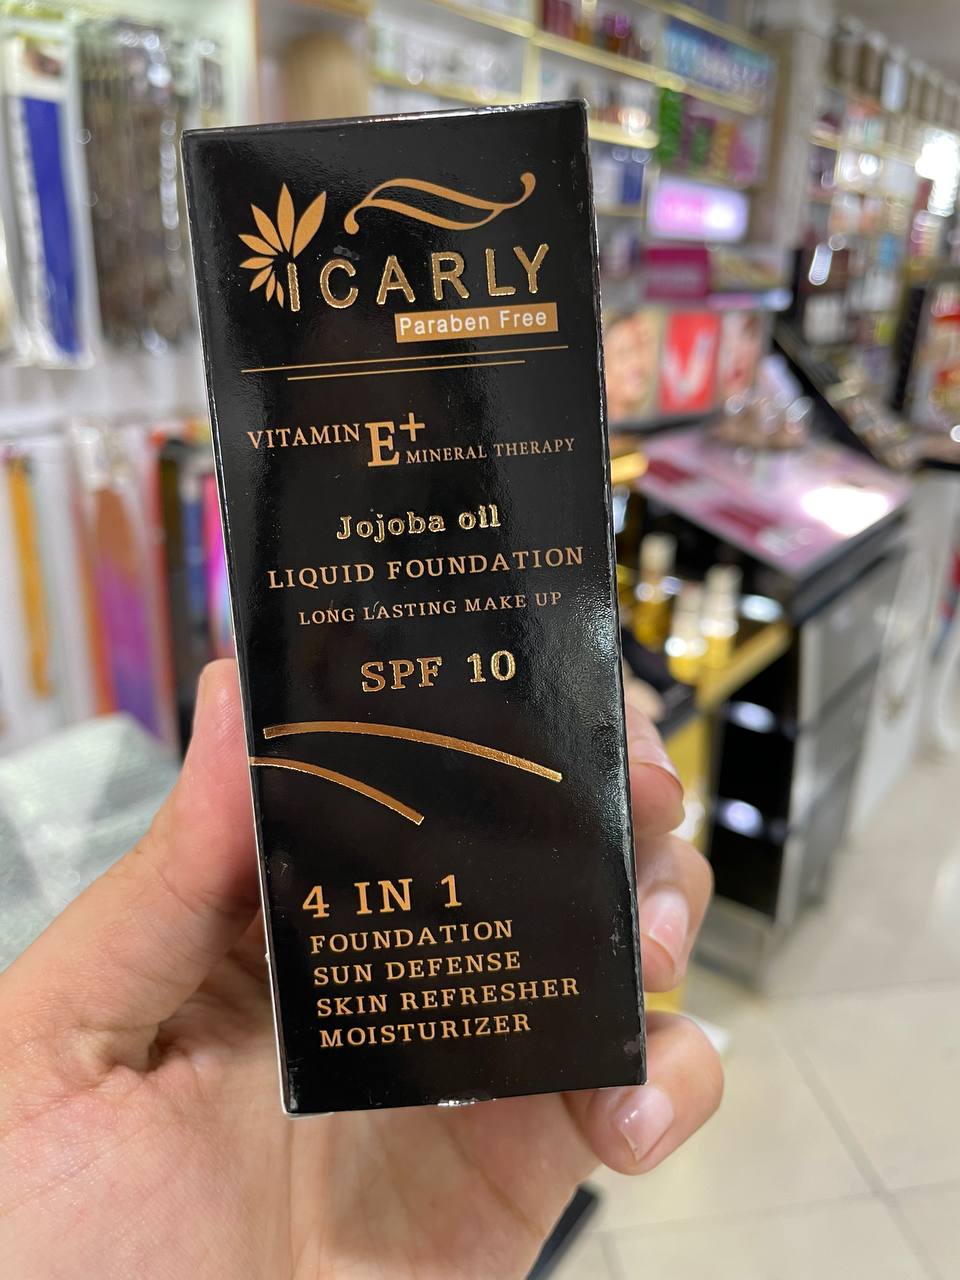 ICARLY
Paraben Free
VITAMIN E+ MINERAL THERAPY
Jojoba oil
LIQUID FOUNDATION
LONG LASTING MAKE UP
SPF 10
4 IN 1
FOUNDATION
SUN DEFENSE
SKIN REFRESHER
MOISTURIZER